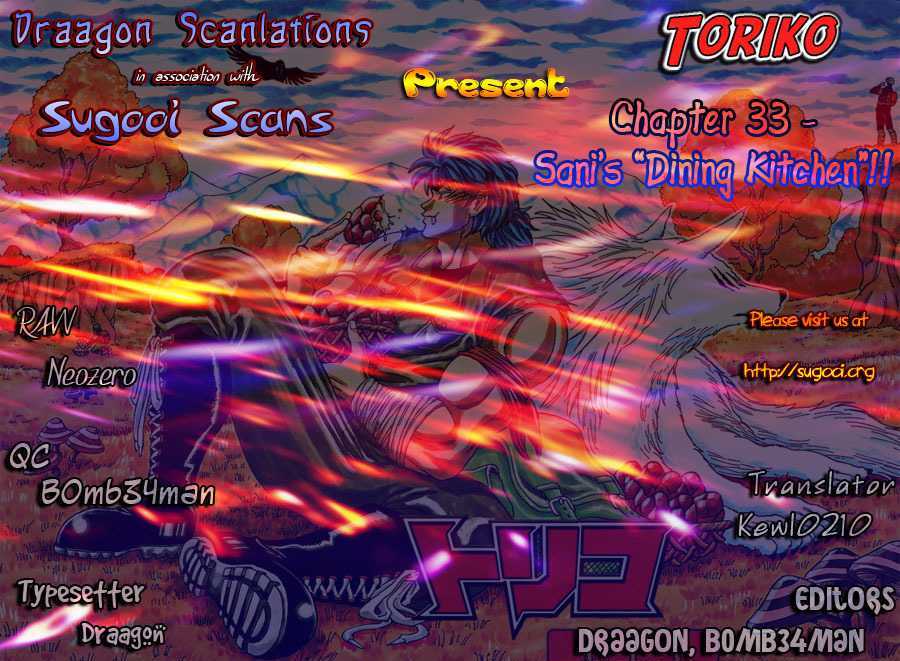 Draagon Scanlations
in association with
Sugooi Scans
Present
TORIKO
Chapter 33 -
Sani's "Dining Kitchen"!!
RAW
Neozero
Please visit us at
http://sugooi.org
QC
B0mb34man
Translator
Kewl0210
Typesetter
Draagon
トリコ
EDITORS
DRAAGON, B0MB34MAN